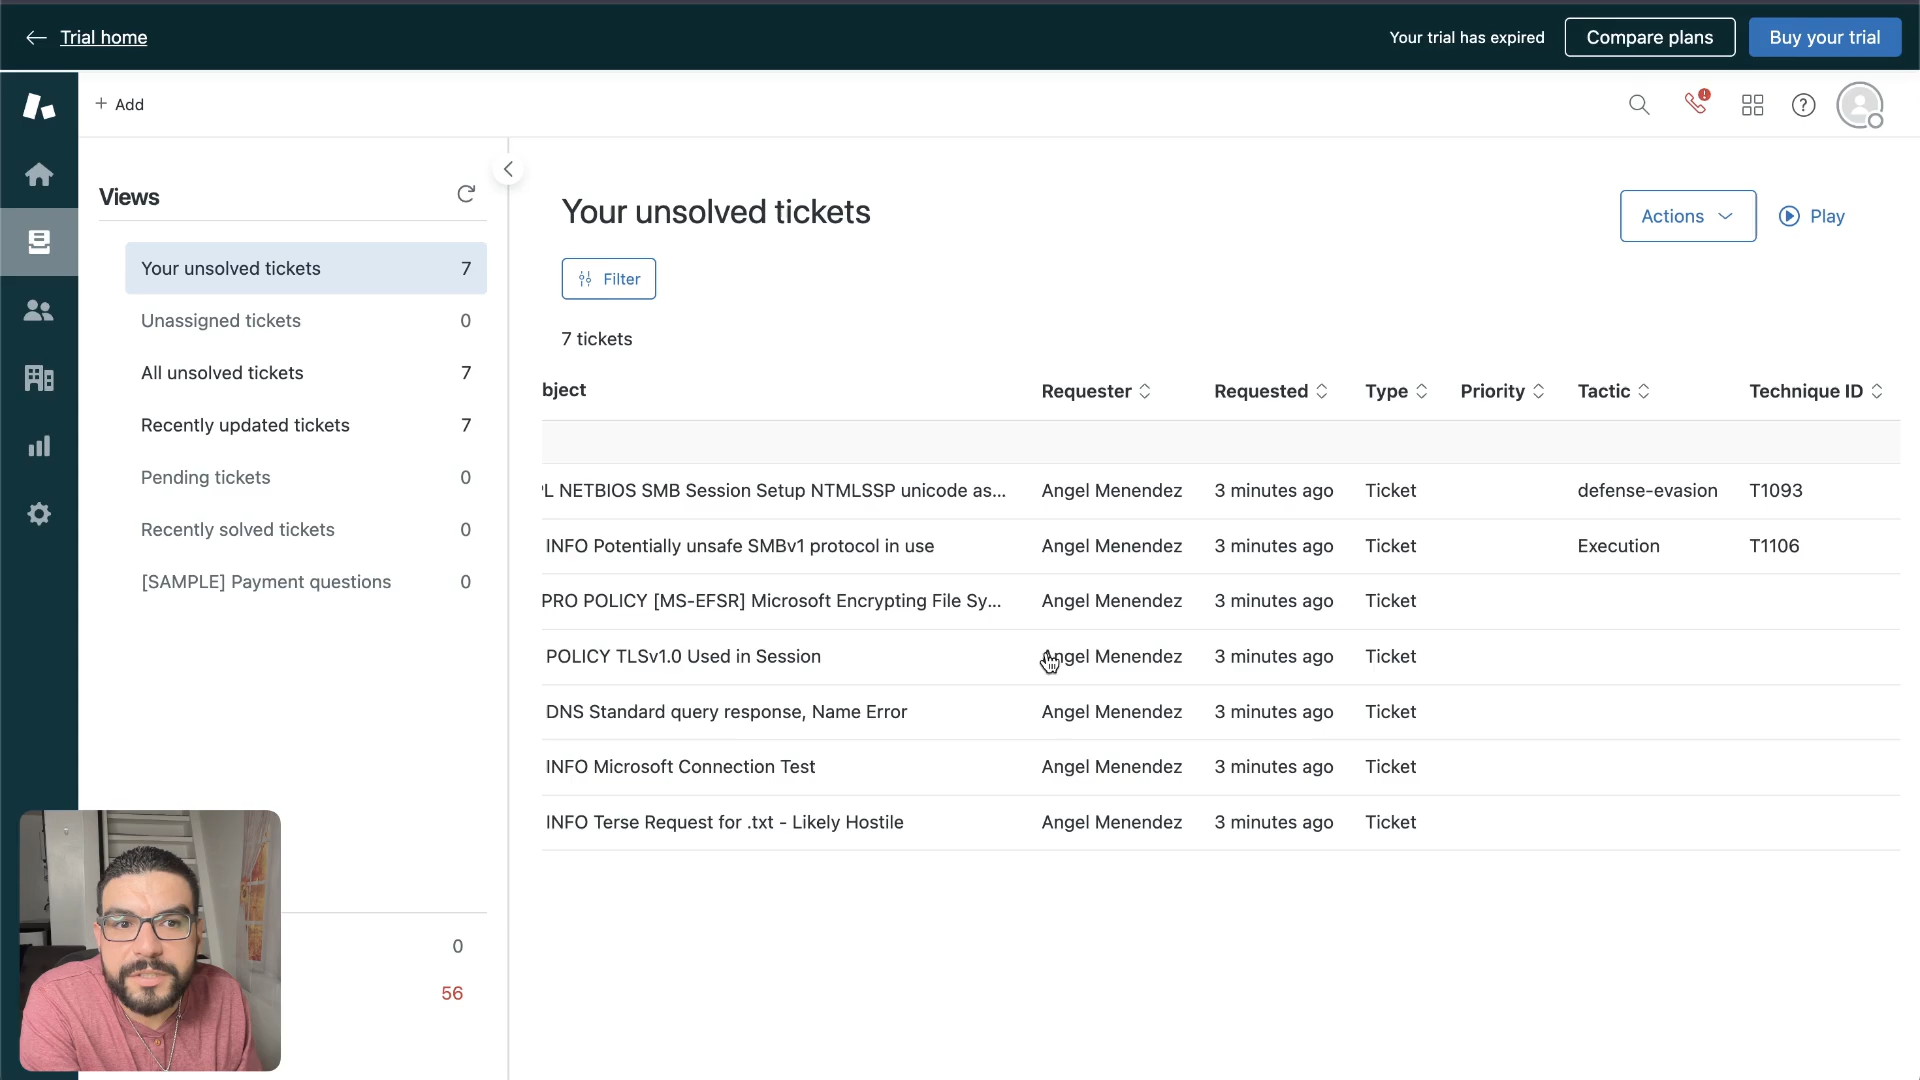 Trial home
Your trial has expired
Compare plans
Buy your trial
+ Add
Views
Your unsolved tickets 7
Unassigned tickets 0
All unsolved tickets 7
Recently updated tickets 7
Pending tickets 0
Recently solved tickets 0
[SAMPLE] Payment questions 0
0
56
Your unsolved tickets
Actions
Play
Filter
7 tickets
bject Requester Requested Type Priority Tactic Technique ID
L NETBIOS SMB Session Setup NTMLSSP unicode as... Angel Menendez 3 minutes ago Ticket defense-evasion T1093
INFO Potentially unsafe SMBv1 protocol in use Angel Menendez 3 minutes ago Ticket Execution T1106
PRO POLICY [MS-EFSR] Microsoft Encrypting File Sy... Angel Menendez 3 minutes ago Ticket
POLICY TLSv1.0 Used in Session Angel Menendez 3 minutes ago Ticket
DNS Standard query response, Name Error Angel Menendez 3 minutes ago Ticket
INFO Microsoft Connection Test Angel Menendez 3 minutes ago Ticket
INFO Terse Request for .txt - Likely Hostile Angel Menendez 3 minutes ago Ticket